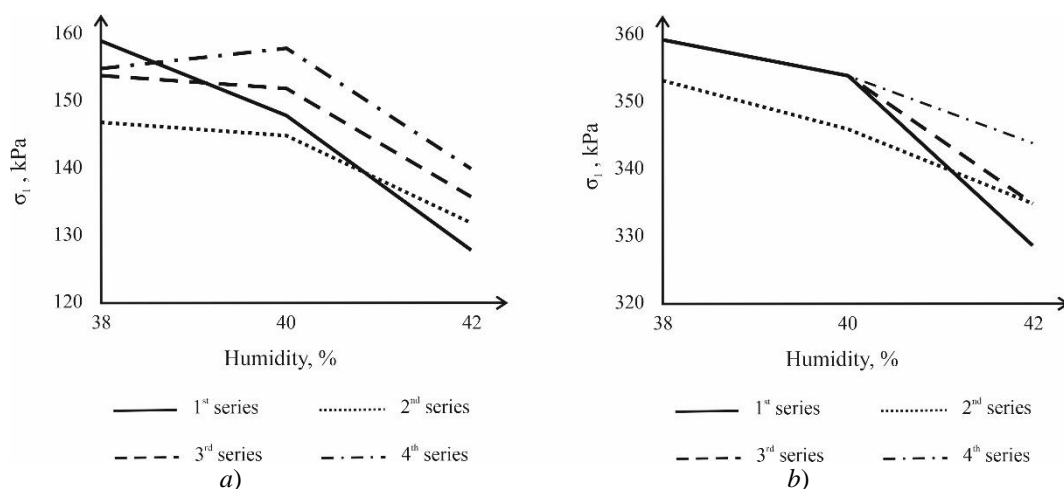 160
150
140
130
120
σ₁ , kPa
38
40
42
Humidity, %
1ˢᵗ series
2ⁿᵈ series
3ʳᵈ series
4ᵗʰ series
a)
360
350
340
330
320
σ₁ , kPa
38
40
42
Humidity, %
1ˢᵗ series
2ⁿᵈ series
3ʳᵈ series
4ᵗʰ series
b)